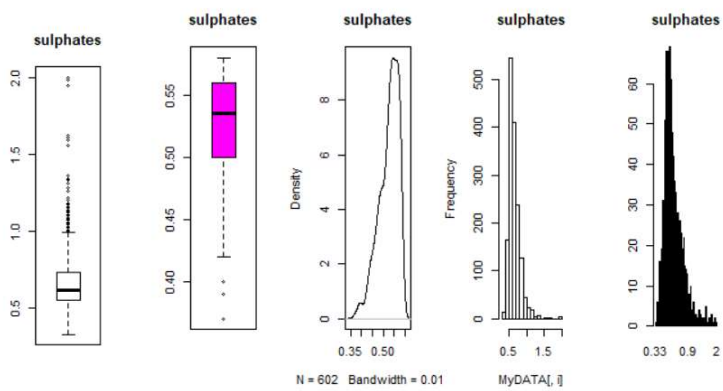 sulphates
2.0
1.5
1.0
0.5
sulphates
0.55
0.50
0.45
0.40
sulphates
Density
8
6
4
2
0
0.35 0.50
N = 602 Bandwidth = 0.01
sulphates
Frequency
500
400
300
200
100
0
0.5 1.5
MyDATA[, i]
sulphates
60
50
40
30
20
10
0
0.33 0.9 2